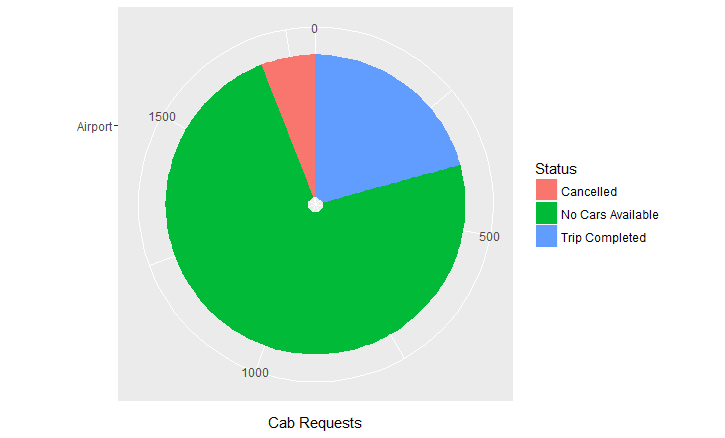 0
1500
Airport
500
1000
Cab Requests
Status
Cancelled
No Cars Available
Trip Completed